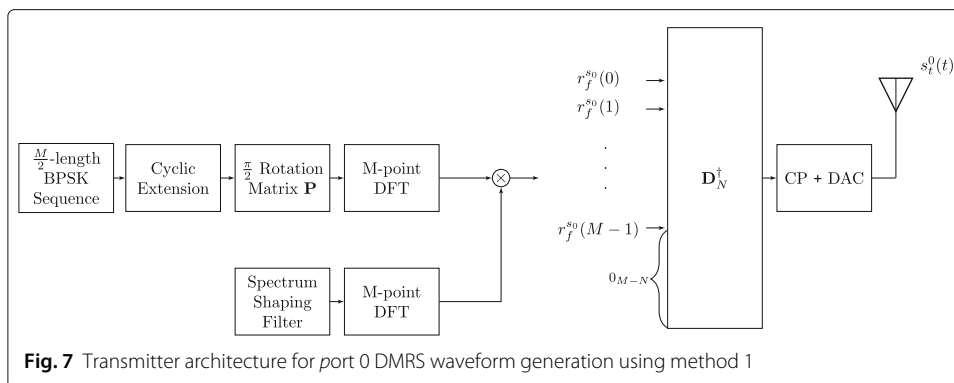 s_t^0(t)
r_f^{s_0}(0)
r_f^{s_0}(1)
.
.
.
r_f^{s_0}(M − 1)
0_{M−N}
M/2-length
BPSK
Sequence
Cyclic
Extension
π/2 Rotation
Matrix P
M-point
DFT
⊗
D_N^†
CP + DAC
Spectrum
Shaping
Filter
M-point
DFT
Fig. 7 Transmitter architecture for port 0 DMRS waveform generation using method 1